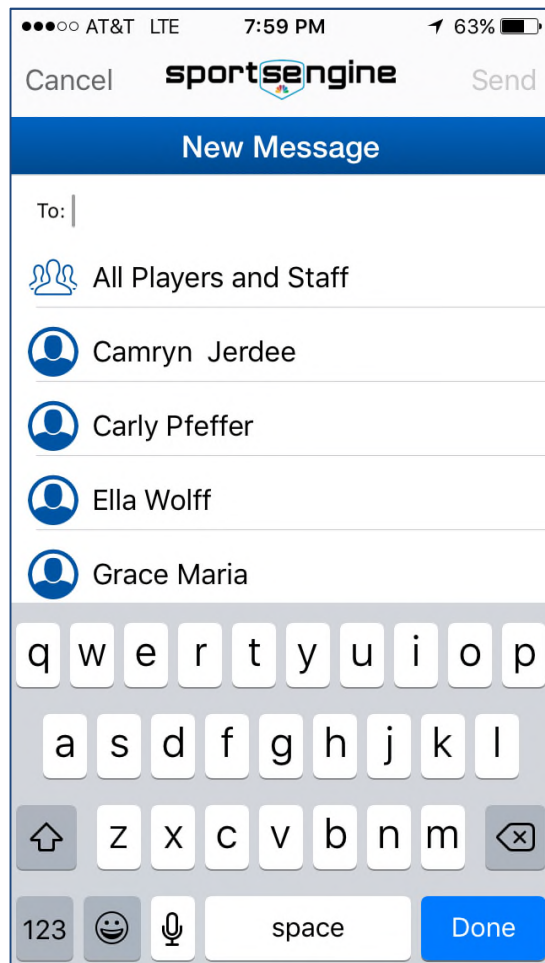 AT&T LTE 7:59 PM 63%
Cancel sportsengine Send
New Message
To:
All Players and Staff
Camryn Jerdee
Carly Pfeffer
Ella Wolff
Grace Maria
q w e r t y u i o p
a s d f g h j k l
z x c v b n m
123 space Done